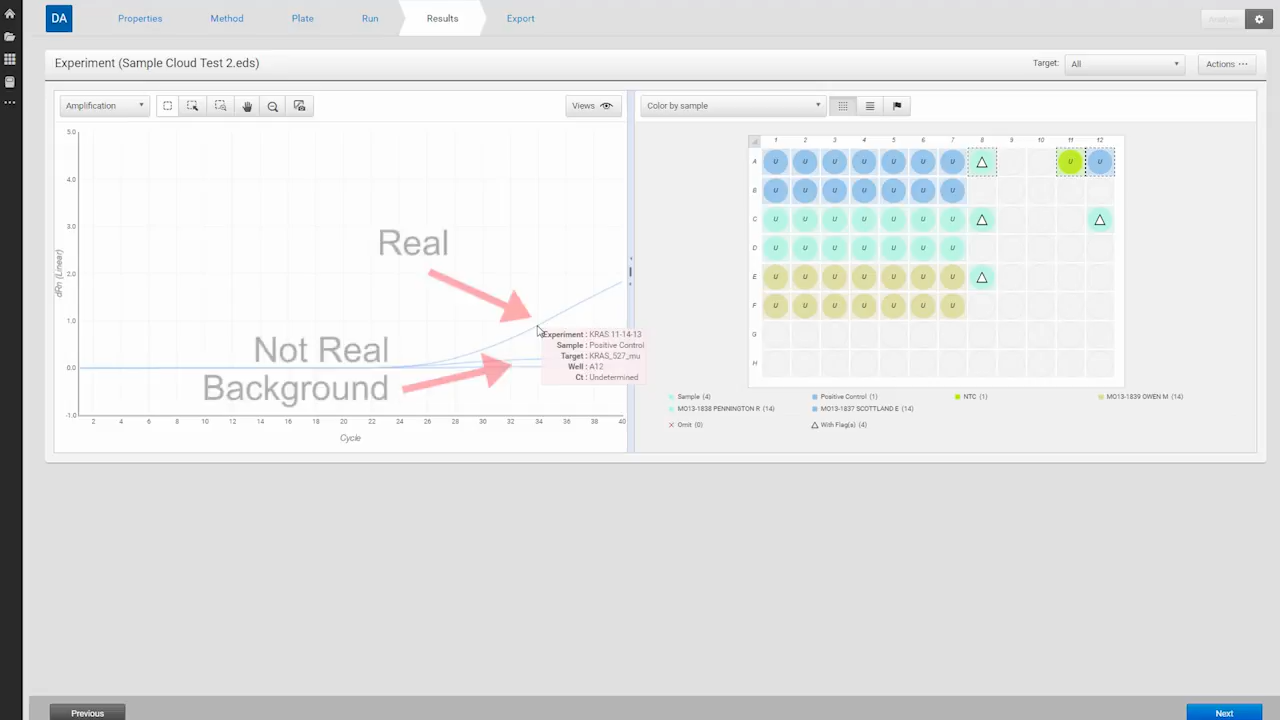 DA Properties Method Plate Run Results Export Analyze
Experiment (Sample Cloud Test 2.eds) Target: All Actions
Amplification Views Color by sample
5.0
4.0
3.0
2.0
1.0
0.0
-1.0
dRn (Linear)
2 4 6 8 10 12 14 16 18 20 22 24 26 28 30 32 34 36 38 40
Cycle
Real
Not Real
Background
Experiment : KRAS 11-14-13
Sample : Positive Control
Target : KRAS_527_mu
Well : A12
Ct : Undetermined
1 2 3 4 5 6 7 8 9 10 11 12
A U U U U U U U U U
B U U U U U U U
C U U U U U U U
D U U U U U U U
E U U U U U U U
F U U U U U U U
G
H
Sample (4) Positive Control (1) NTC (1) MO13-1839 OWEN M (14)
MO13-1838 PENNINGTON R (14) MO13-1837 SCOTTLAND E (14)
Omit (0) With Flag(s) (4)
Previous Next